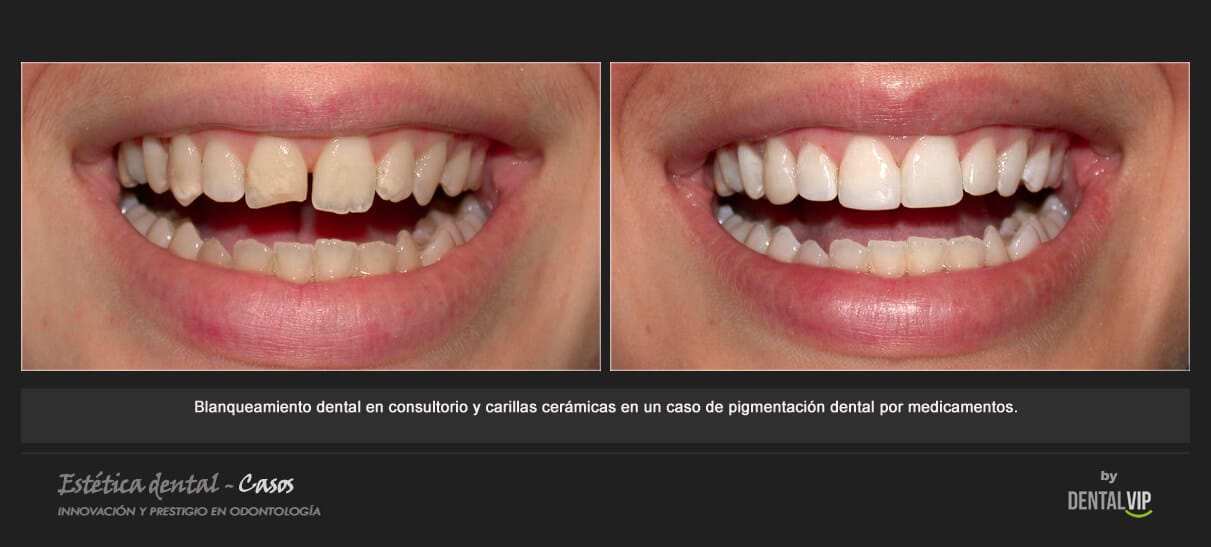 Blanqueamiento dental en consultorio y carillas cerámicas en un caso de pigmentación dental por medicamentos.
Estética dental - Casos
INNOVACIÓN Y PRESTIGIO EN ODONTOLOGÍA
by
DENTALVIP